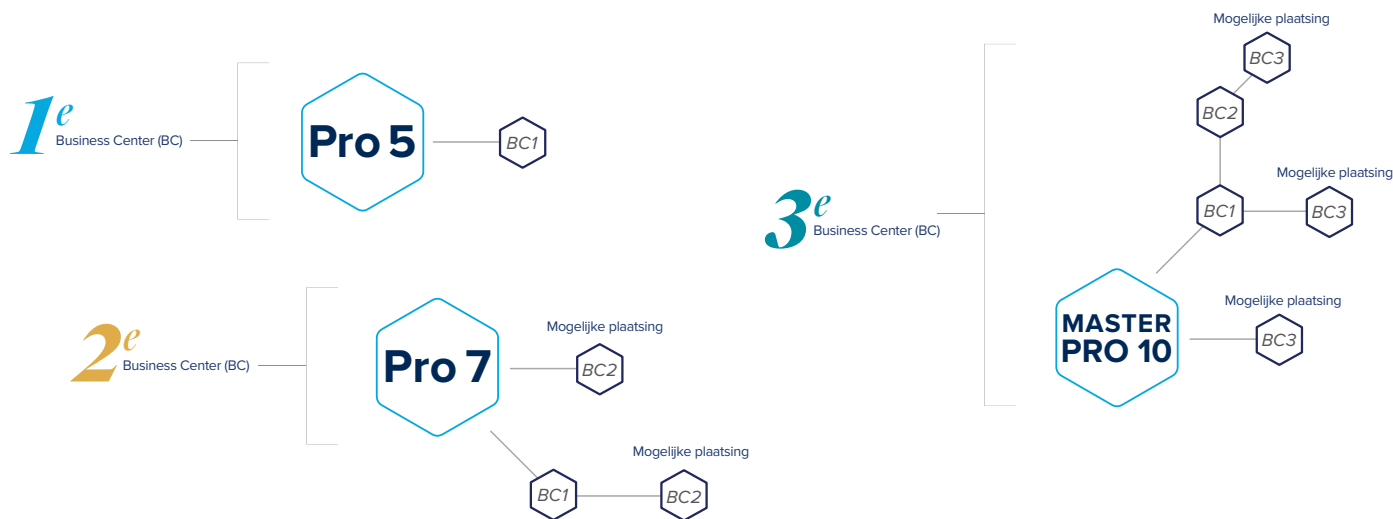 1e
Business Center (BC)
Pro 5
BC1
2e
Business Center (BC)
Pro 7
Mogelijke plaatsing
BC2
Mogelijke plaatsing
BC1
BC2
3e
Business Center (BC)
Mogelijke plaatsing
BC3
BC2
Mogelijke plaatsing
BC1
BC3
MASTER
PRO 10
Mogelijke plaatsing
BC3